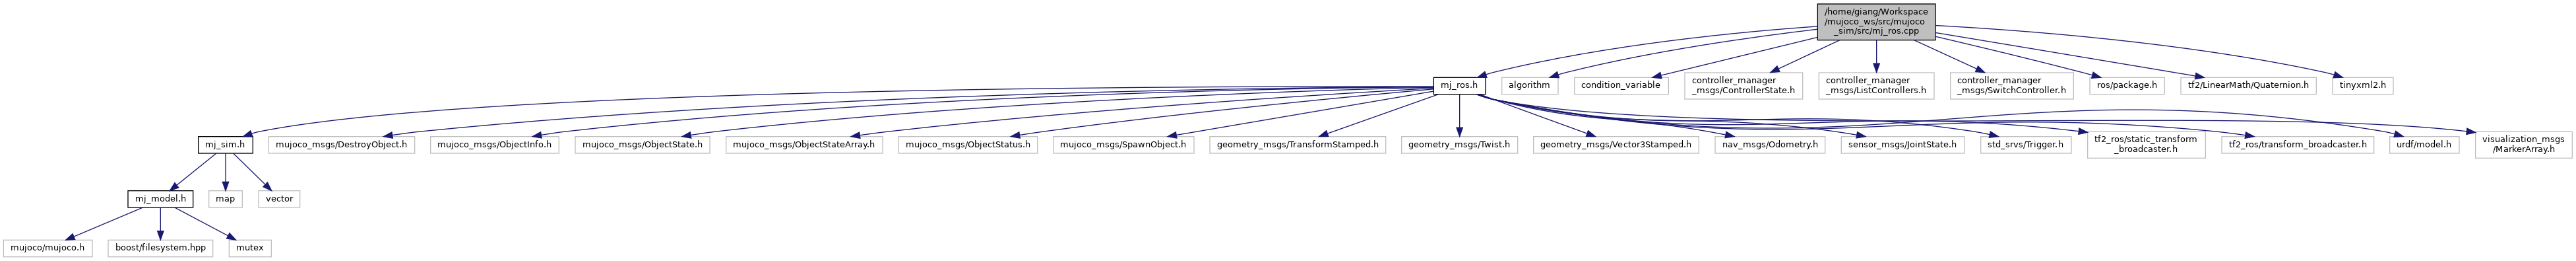 /home/giang/Workspace
/mujoco_ws/src/mujoco
_sim/src/mj_ros.cpp
mj_ros.h
algorithm
condition_variable
controller_manager
_msgs/ControllerState.h
controller_manager
_msgs/ListControllers.h
controller_manager
_msgs/SwitchController.h
ros/package.h
tf2/LinearMath/Quaternion.h
tinyxml2.h
mj_sim.h
mujoco_msgs/DestroyObject.h
mujoco_msgs/ObjectInfo.h
mujoco_msgs/ObjectState.h
mujoco_msgs/ObjectStateArray.h
mujoco_msgs/ObjectStatus.h
mujoco_msgs/SpawnObject.h
geometry_msgs/TransformStamped.h
geometry_msgs/Twist.h
geometry_msgs/Vector3Stamped.h
nav_msgs/Odometry.h
sensor_msgs/JointState.h
std_srvs/Trigger.h
tf2_ros/static_transform
_broadcaster.h
tf2_ros/transform_broadcaster.h
urdf/model.h
visualization_msgs
/MarkerArray.h
mj_model.h
map
vector
mujoco/mujoco.h
boost/filesystem.hpp
mutex